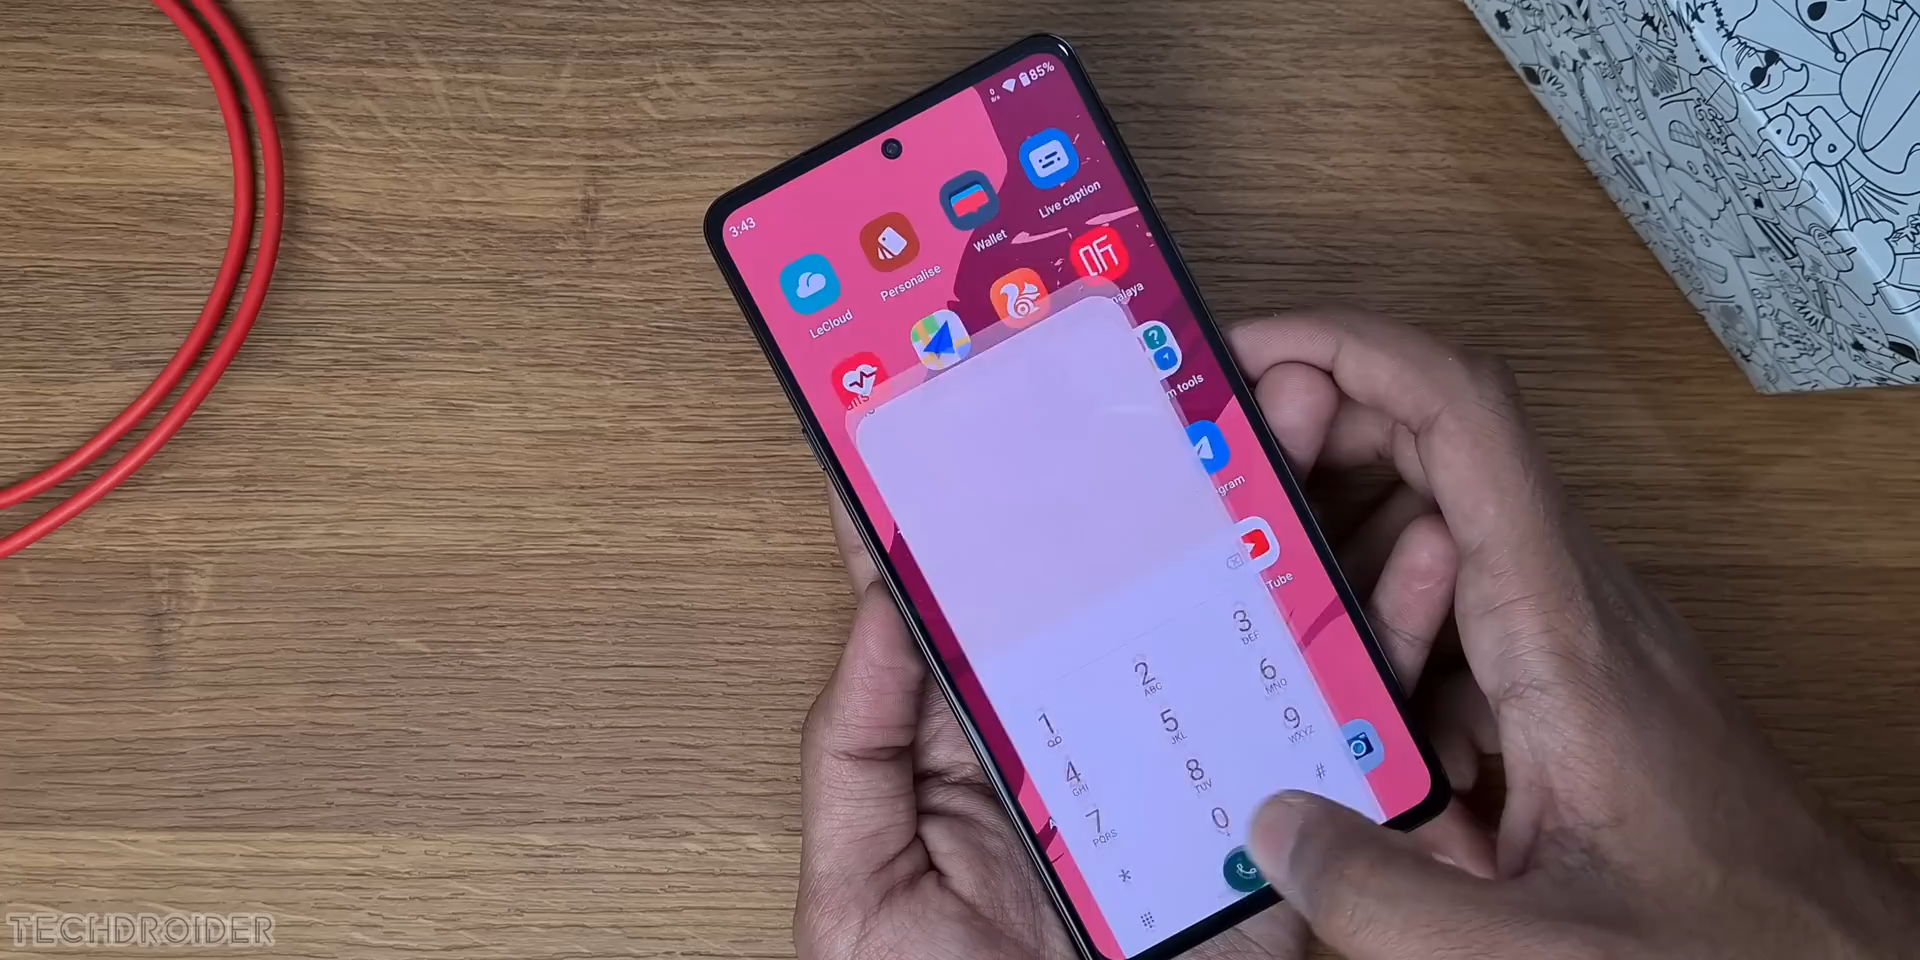 0
B/s
85%
3:43
Live caption
Wallet
Personalise
LeCloud
?
1
2
ABC
3
DEF
4
GHI
5
JKL
6
MNO
7
PQRS
8
TUV
9
WXYZ
*
0
+
#
TECHDROIDER